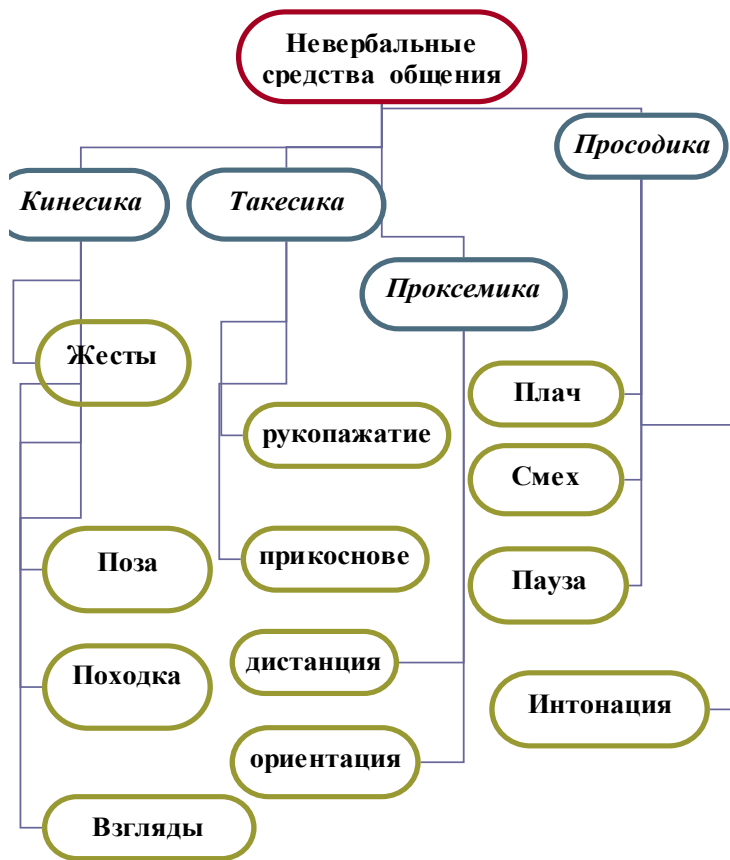 Невербальные
средства общения
Просодика
Кинесика
Такесика
Проксемика
Жесты
Плач
рукопажатие
Смех
прикоснове
Поза
Пауза
дистанция
Походка
Интонация
ориентация
Взгляды